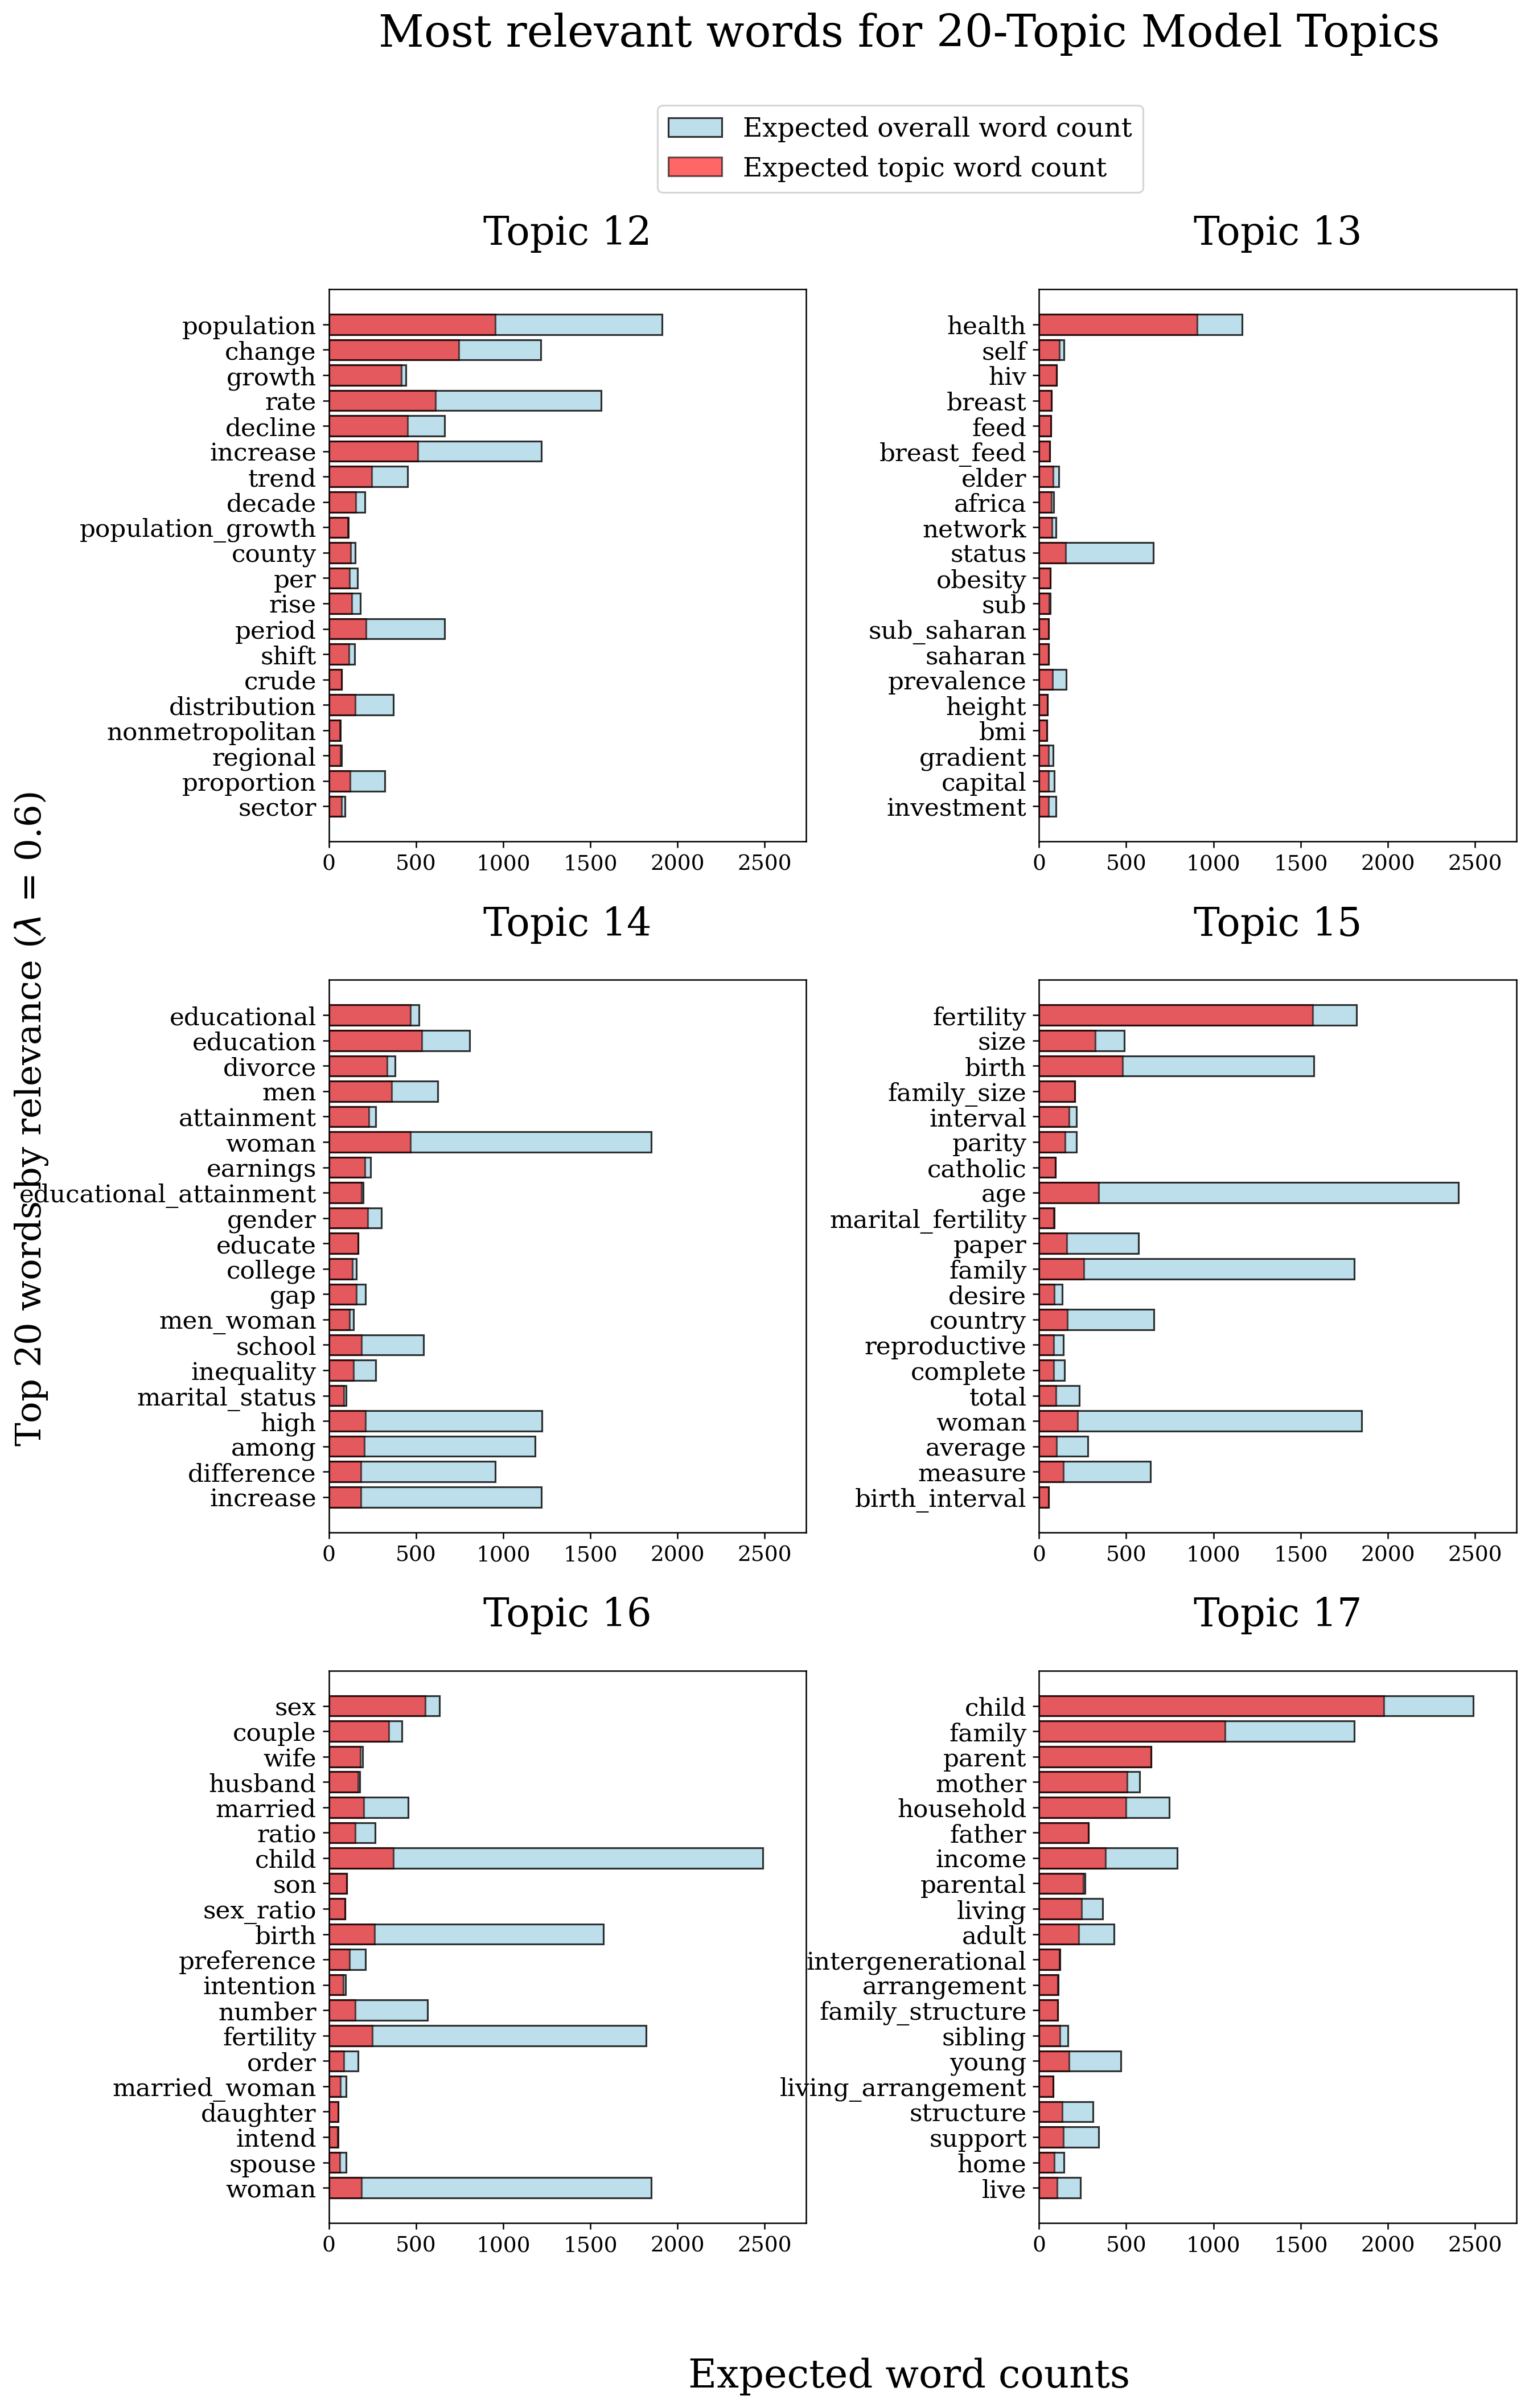 Most relevant words for 20-Topic Model Topics
Expected overall word count
Expected topic word count
Topic 12
population
change
growth
rate
decline
increase
trend
decade
population_growth
county
per
rise
period
shift
crude
distribution
nonmetropolitan
regional
proportion
sector
0 500 1000 1500 2000 2500
Topic 13
health
self
hiv
breast
feed
breast_feed
elder
africa
network
status
obesity
sub
sub_saharan
saharan
prevalence
height
bmi
gradient
capital
investment
0 500 1000 1500 2000 2500
Top 20 words by relevance (λ = 0.6)
Topic 14
educational
education
divorce
men
attainment
woman
earnings
educational_attainment
gender
educate
college
gap
men_woman
school
inequality
marital_status
high
among
difference
increase
0 500 1000 1500 2000 2500
Topic 15
fertility
size
birth
family_size
interval
parity
catholic
age
marital_fertility
paper
family
desire
country
reproductive
complete
total
woman
average
measure
birth_interval
0 500 1000 1500 2000 2500
Topic 16
sex
couple
wife
husband
married
ratio
child
son
sex_ratio
birth
preference
intention
number
fertility
order
married_woman
daughter
intend
spouse
woman
0 500 1000 1500 2000 2500
Topic 17
child
family
parent
mother
household
father
income
parental
living
adult
intergenerational
arrangement
family_structure
sibling
young
living_arrangement
structure
support
home
live
0 500 1000 1500 2000 2500
Expected word counts